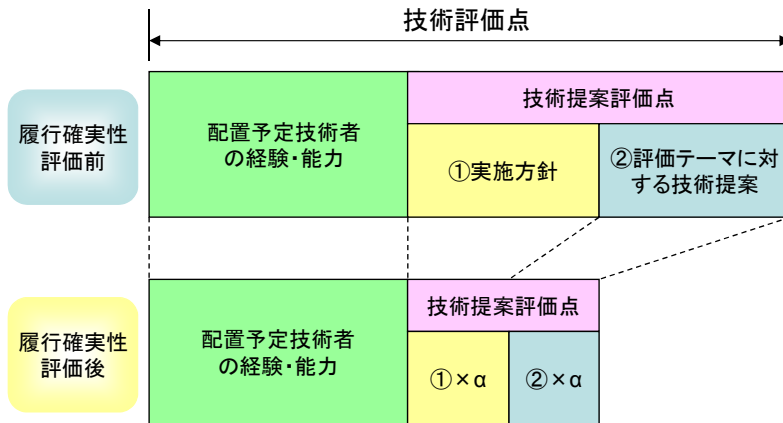 技術評価点
履行確実性
評価前
配置予定技術者
の経験・能力
技術提案評価点
①実施方針
②評価テーマに対
する技術提案
履行確実性
評価後
配置予定技術者
の経験・能力
技術提案評価点
①×α
②×α